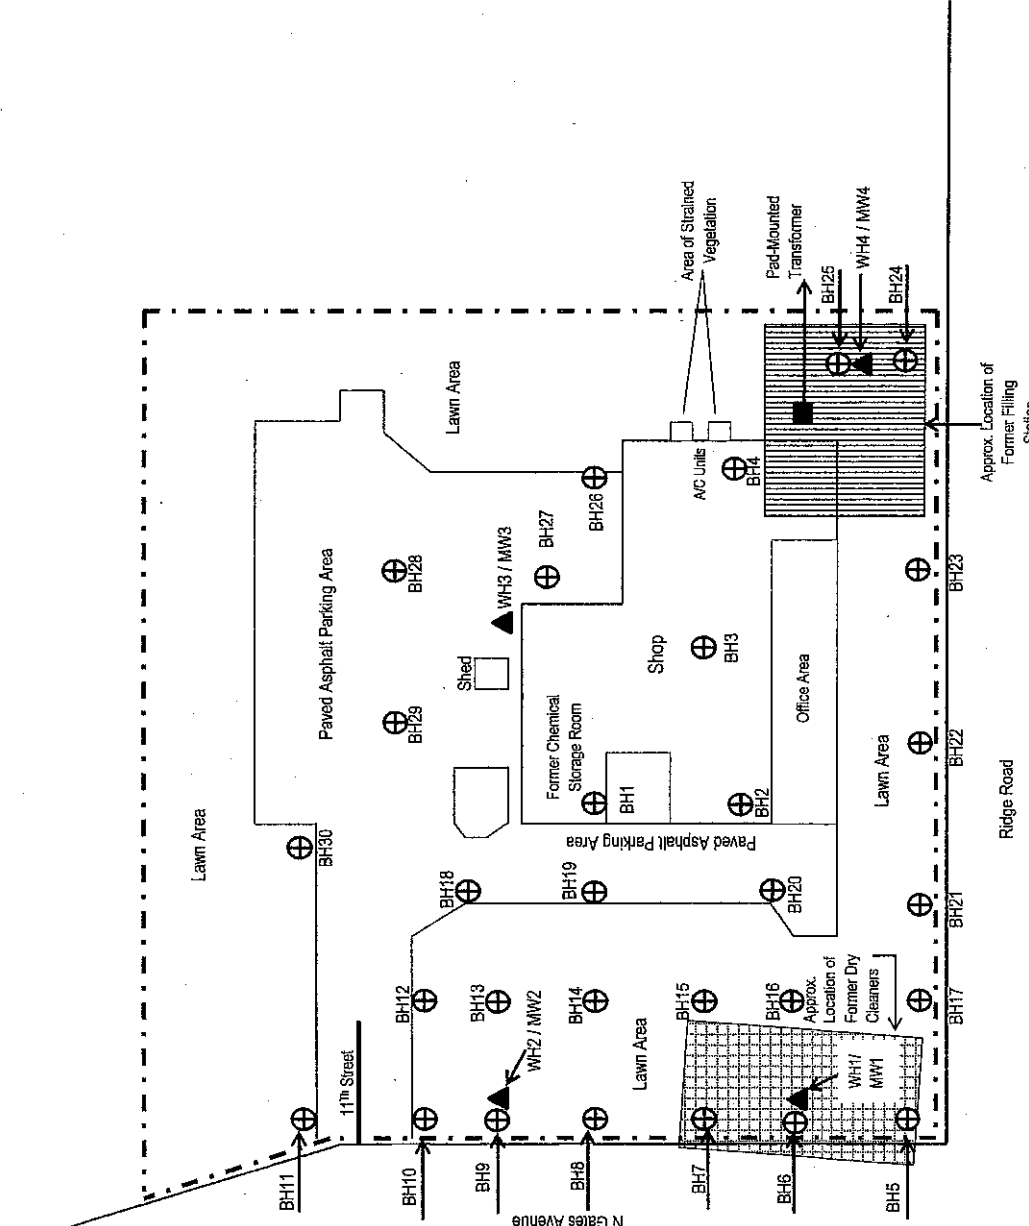 Area of Strained
Vegetation
Pad-Mounted
Transformer
BH25
WH4 / MW4
BH24
Approx. Location of
Former Filling
Station
Lawn Area
A/C Units
BH4
BH26
BH27
WH3 / MW3
BH28
Paved Asphalt Parking Area
BH23
BH3
Shop
Shed
Office Area
BH29
Former Chemical
Storage Room
BH1
BH2
BH22
Lawn Area
Ridge Road
Paved Asphalt Parking Area
Lawn Area
BH30
BH18
BH19
BH20
BH21
BH12
BH13
BH14
BH15
BH16
Approx.
Location of
Former Dry
Cleaners
BH17
WH2 / MW2
Lawn Area
WH1/
MW1
11Th Street
BH11
BH10
BH9
BH8
BH7
BH6
BH5
N Gates Avenue